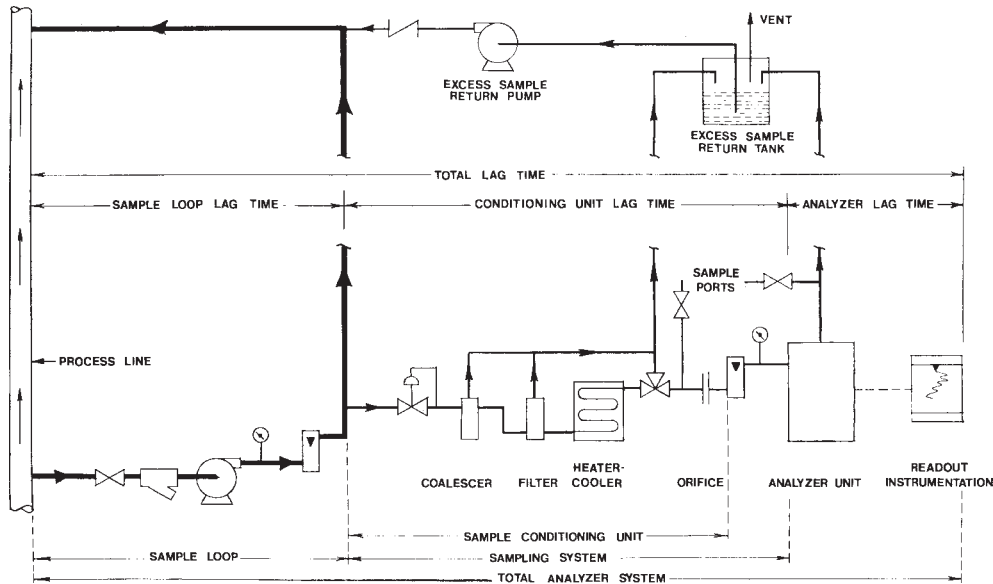 VENT
EXCESS SAMPLE
RETURN PUMP
EXCESS SAMPLE
RETURN TANK
TOTAL LAG TIME
SAMPLE LOOP LAG TIME
CONDITIONING UNIT LAG TIME
ANALYZER LAG TIME
SAMPLE
PORTS
PROCESS LINE
COALESCER
FILTER
HEATER-
COOLER
ORIFICE
ANALYZER UNIT
READOUT
INSTRUMENTATION
SAMPLE CONDITIONING UNIT
SAMPLE LOOP
SAMPLING SYSTEM
TOTAL ANALYZER SYSTEM